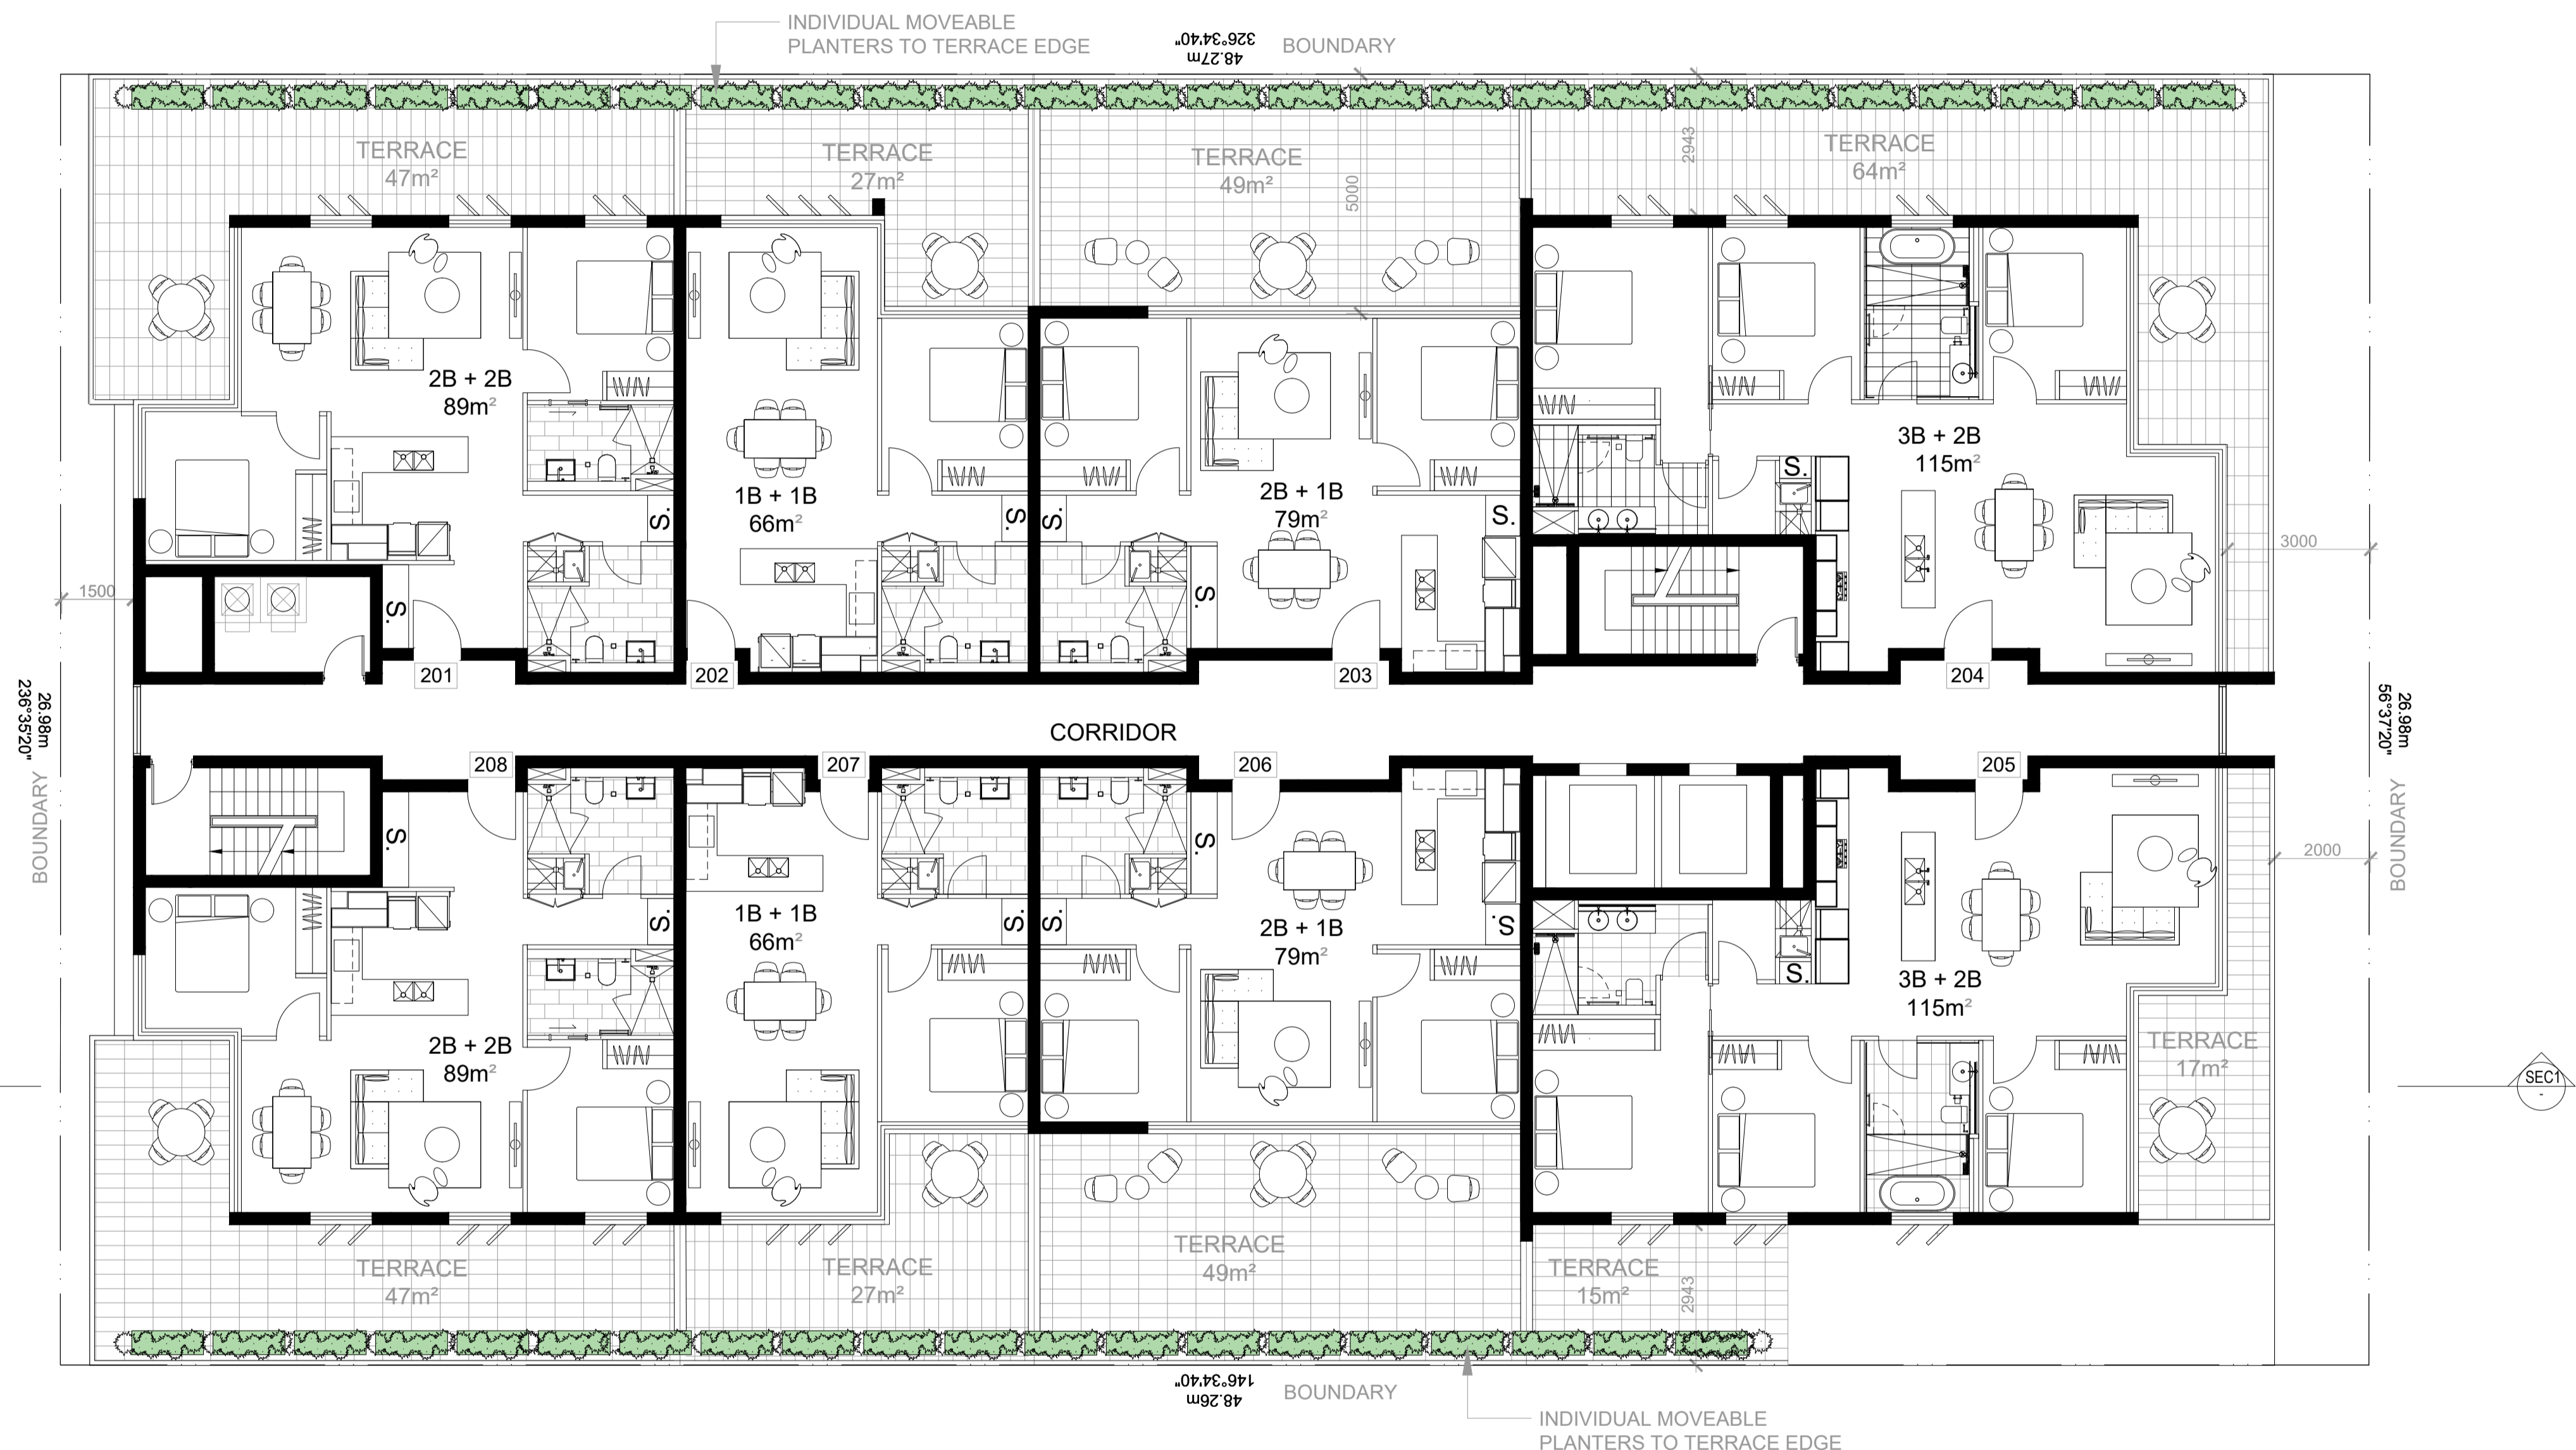 INDIVIDUAL MOVEABLE
PLANTERS TO TERRACE EDGE
326°34'40"
48.27m
BOUNDARY
TERRACE
47m²
TERRACE
27m²
TERRACE
49m²
5000
2943
TERRACE
64m²
2B + 2B
89m²
1B + 1B
66m²
2B + 1B
79m²
3B + 2B
115m²
S.
S.
S.
S.
S.
S.
S.
S.
1500
3000
201
202
203
204
26.98m
236°35'20"
BOUNDARY
CORRIDOR
26.98m
56°37'20"
BOUNDARY
208
207
206
205
2000
S.
S.
S.
S.
S.
S.
S.
2B + 2B
89m²
1B + 1B
66m²
2B + 1B
79m²
3B + 2B
115m²
TERRACE
17m²
SEC1
-
TERRACE
47m²
TERRACE
27m²
TERRACE
49m²
TERRACE
15m²
2943
146°34'40"
48.26m
BOUNDARY
INDIVIDUAL MOVEABLE
PLANTERS TO TERRACE EDGE